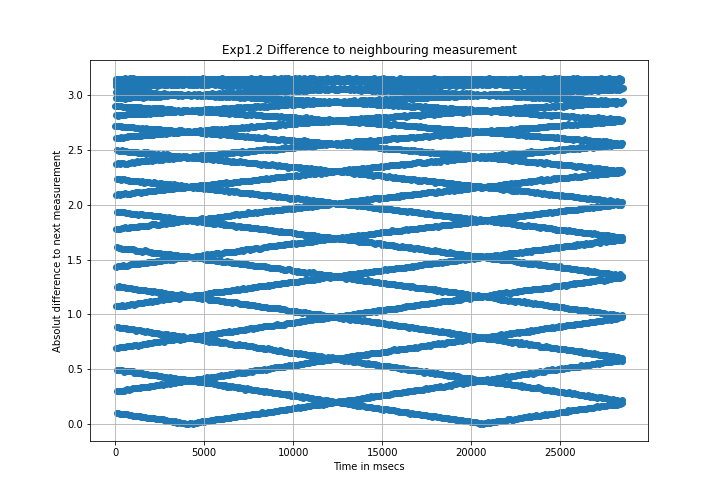 Exp1.2 Difference to neighbouring measurement
Absolut difference to next measurement
3.0
2.5
2.0
1.5
1.0
0.5
0.0
0 5000 10000 15000 20000 25000
Time in msecs